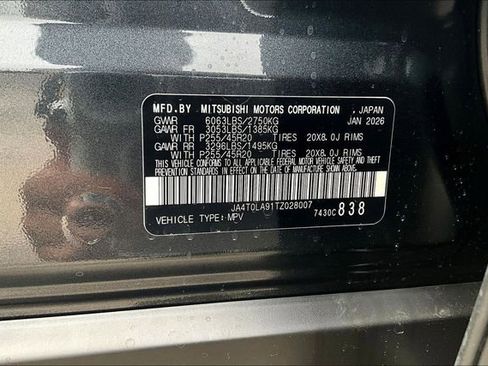 MFD.BY MITSUBISHI MOTORS CORPORATION, JAPAN
GVWR 6063LBS/2750KG JAN 2026
GAWR FR 3053LBS/1385KG
WITH P255/45R20 TIRES 20X8.0J RIMS
GAWR RR 3296LBS/1495KG
WITH P255/45R20 TIRES 20X8.0J RIMS
THIS VEHICLE CONFORMS TO ALL APPLICABLE FEDERAL MOTOR VEHICLE
SAFETY AND THEFT PREVENTION STANDARDS IN EFFECT ON THE DATE OF
MANUFACTURE SHOWN ABOVE.
JA4T0LA91TZ028007
VEHICLE TYPE: MPV 7430C838